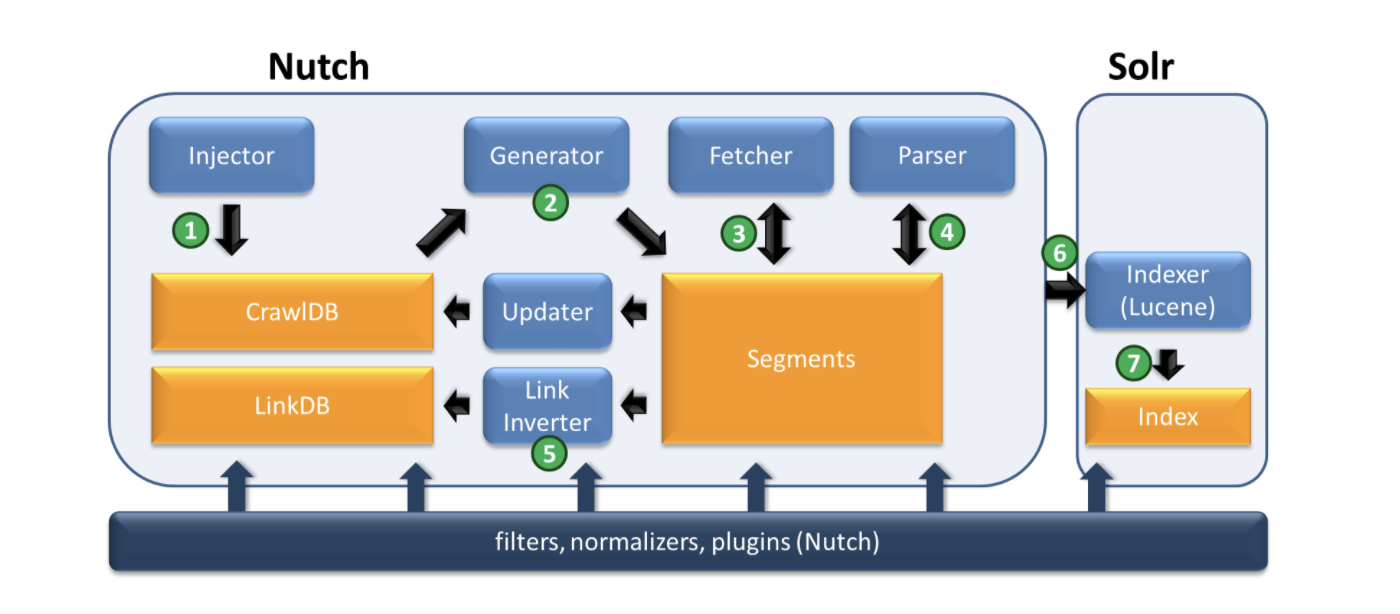 Nutch
Solr
Injector
Generator
Fetcher
Parser
1
2
3
4
6
CrawlDB
Updater
Segments
Indexer
(Lucene)
LinkDB
Link
Inverter
5
7
Index
filters, normalizers, plugins (Nutch)